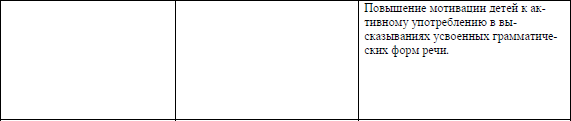 Повышение мотивации детей к ак-
тивному употреблению в вы-
сказываниях усвоенных грамматиче-
ских форм речи.